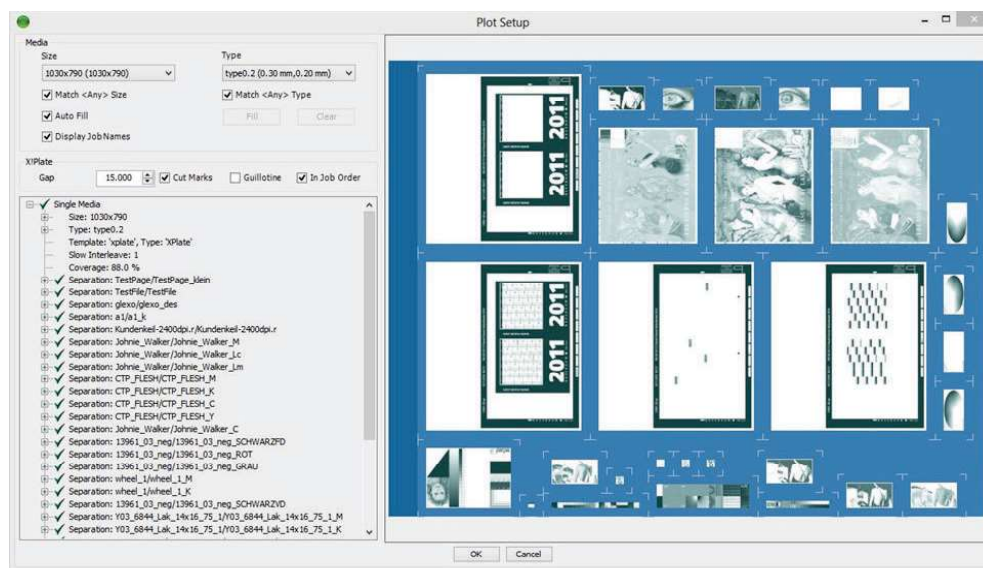 Plot Setup
Media
Size
Type
1030x790 (1030x790)
type0.2 (0.30 mm,0.20 mm)
Match <Any> Size
Match <Any> Type
Auto Fill
Fill
Clear
Display Job Names
X!Plate
Gap
15.000
Cut Marks
Guillotine
In Job Order
Single Media
Size: 1030x790
Type: type0.2
Template: 'xplate', Type: 'XPlate'
Slow Interleave: 1
Coverage: 88.0 %
Separation: TestPage/TestPage_klein
Separation: TestFile/TestFile
Separation: glexo/glexo_des
Separation: a1/a1_k
Separation: Kundenkeil-2400dpi.r/Kundenkeil-2400dpi.r
Separation: Johnie_Walker/Johnie_Walker_M
Separation: Johnie_Walker/Johnie_Walker_Lc
Separation: Johnie_Walker/Johnie_Walker_Lm
Separation: CTP_FLESH/CTP_FLESH_M
Separation: CTP_FLESH/CTP_FLESH_K
Separation: CTP_FLESH/CTP_FLESH_C
Separation: CTP_FLESH/CTP_FLESH_Y
Separation: Johnie_Walker/Johnie_Walker_C
Separation: 13961_03_neg/13961_03_neg_SCHWARZFD
Separation: 13961_03_neg/13961_03_neg_ROT
Separation: 13961_03_neg/13961_03_neg_GRAU
Separation: wheel_1/wheel_1_M
Separation: wheel_1/wheel_1_K
Separation: 13961_03_neg/13961_03_neg_SCHWARZVD
Separation: Y03_6844_Lak_14x16_75_1/Y03_6844_Lak_14x16_75_1_M
Separation: Y03_6844_Lak_14x16_75_1/Y03_6844_Lak_14x16_75_1_K
2011
2011
2011
2011
OK
Cancel